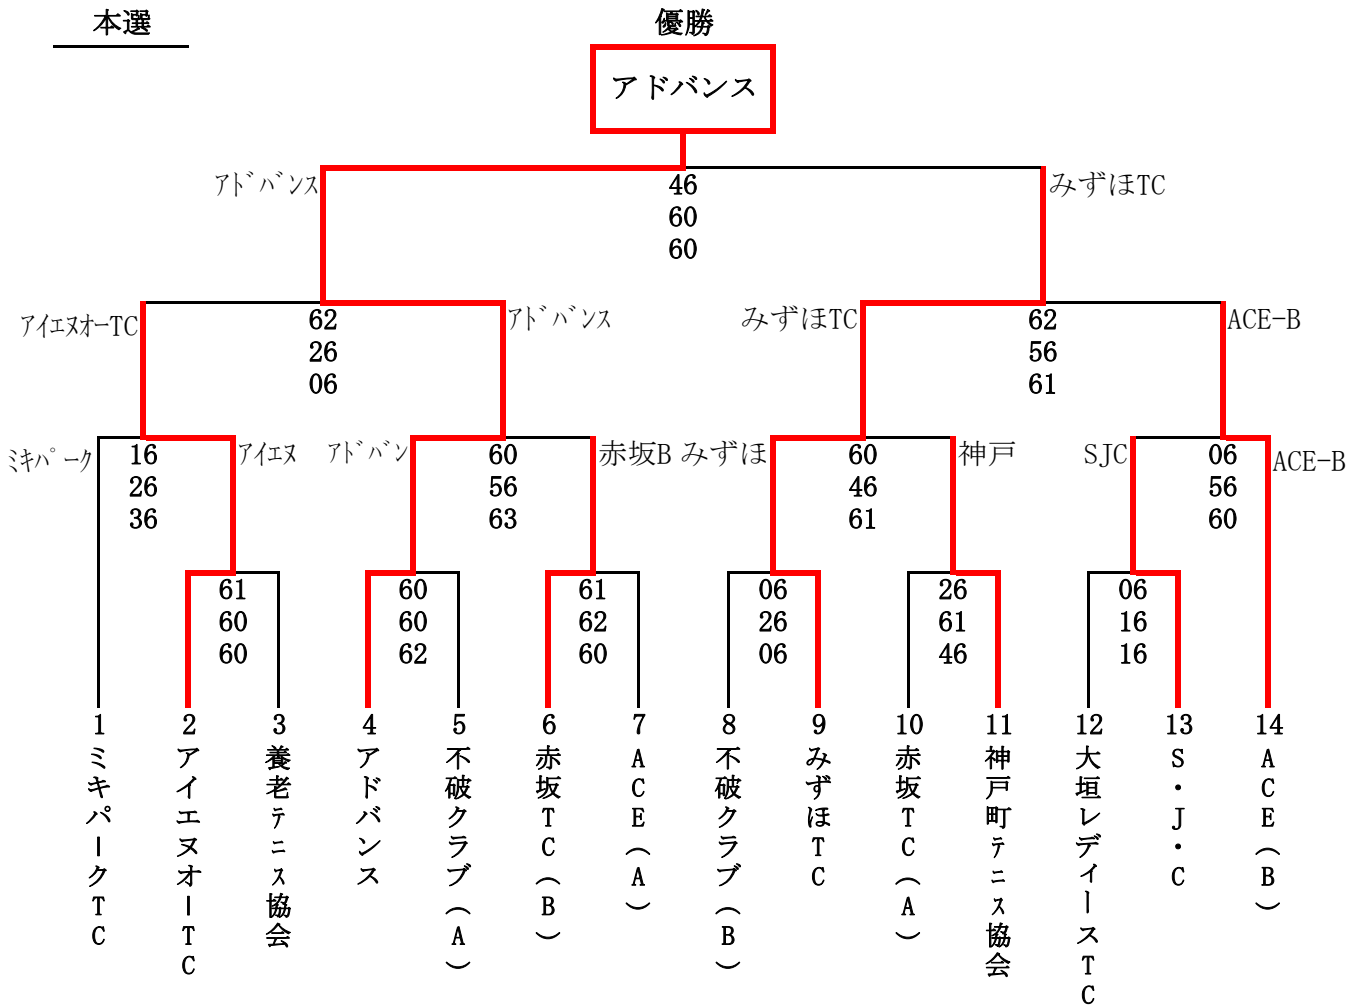 本選
優勝
アドバンス
アドバンス
46
60
60
みずほTC
アイエヌオーTC
62
26
06
アドバンス
みずほTC
62
56
61
ACE-B
ミキパーク
16
26
36
アイエヌ
アドバン
60
56
63
赤坂B
みずほ
60
46
61
神戸
SJC
06
56
60
ACE-B
61
60
60
60
60
62
61
62
60
06
26
06
26
61
46
06
16
16
1
2
3
4
5
6
7
8
9
10
11
12
13
14
ミキパークTC
アイエヌオーTC
養老テニス協会
アドバンス
不破クラブ(A)
赤坂TC(B)
ACE(A)
不破クラブ(B)
みずほTC
赤坂TC(A)
神戸町テニス協会
大垣レディースTC
S・J・C
ACE(B)